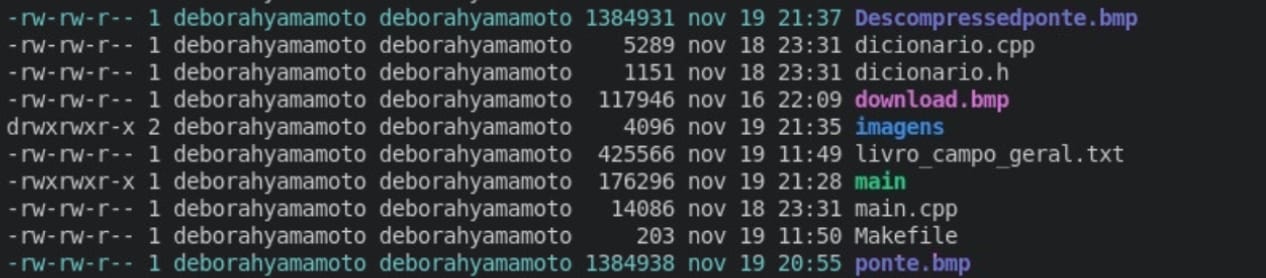 -rw-rw-r-- 1 deborahyamamoto deborahyamamoto 1384931 nov 19 21:37 Descompressedponte.bmp
-rw-rw-r-- 1 deborahyamamoto deborahyamamoto 5289 nov 18 23:31 dicionario.cpp
-rw-rw-r-- 1 deborahyamamoto deborahyamamoto 1151 nov 18 23:31 dicionario.h
-rw-rw-r-- 1 deborahyamamoto deborahyamamoto 117946 nov 16 22:09 download.bmp
drwxrwxr-x 2 deborahyamamoto deborahyamamoto 4096 nov 19 21:35 imagens
-rw-rw-r-- 1 deborahyamamoto deborahyamamoto 425566 nov 19 11:49 livro_campo_geral.txt
-rwxrwxr-x 1 deborahyamamoto deborahyamamoto 176296 nov 19 21:28 main
-rw-rw-r-- 1 deborahyamamoto deborahyamamoto 14086 nov 18 23:31 main.cpp
-rw-rw-r-- 1 deborahyamamoto deborahyamamoto 203 nov 19 11:50 Makefile
-rw-rw-r-- 1 deborahyamamoto deborahyamamoto 1384938 nov 19 20:55 ponte.bmp